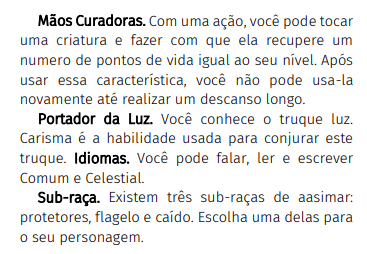 Mãos Curadoras. Com uma ação, você pode tocar
uma criatura e fazer com que ela recupere um
numero de pontos de vida igual ao seu nível. Após
usar essa característica, você não pode usa-la
novamente até realizar um descanso longo.
Portador da Luz. Você conhece o truque luz.
Carisma é a habilidade usada para conjurar este
truque. Idiomas. Você pode falar, ler e escrever
Comum e Celestial.
Sub-raça. Existem três sub-raças de aasimar:
protetores, flagelo e caído. Escolha uma delas para
o seu personagem.